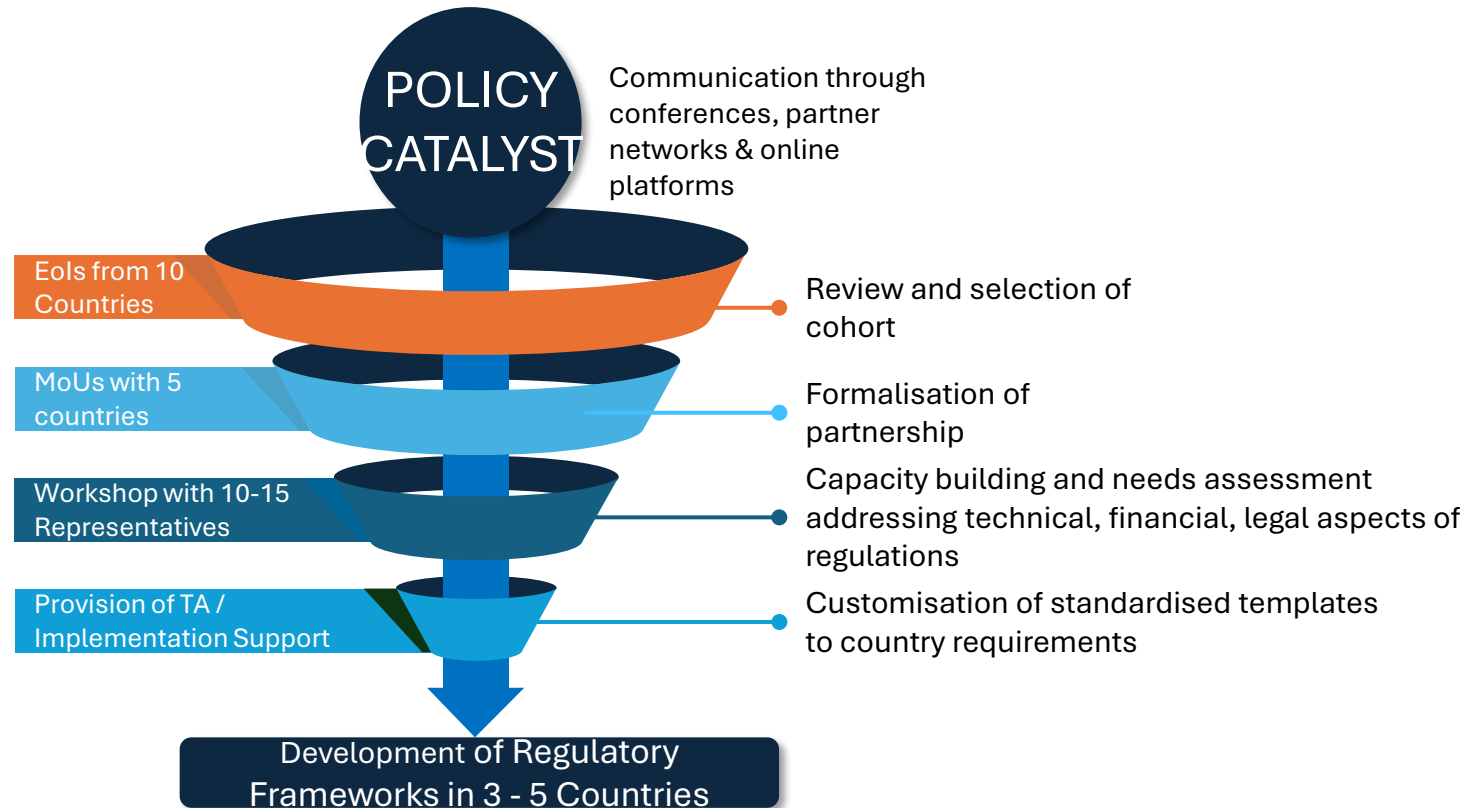 POLICY
CATALYST
Communication through
conferences, partner
networks & online
platforms
EoIs from 10
Countries
Review and selection of
cohort
MoUs with 5
countries
Formalisation of
partnership
Workshop with 10-15
Representatives
Capacity building and needs assessment
addressing technical, financial, legal aspects of
regulations
Provision of TA /
Implementation Support
Customisation of standardised templates
to country requirements
Development of Regulatory
Frameworks in 3 - 5 Countries